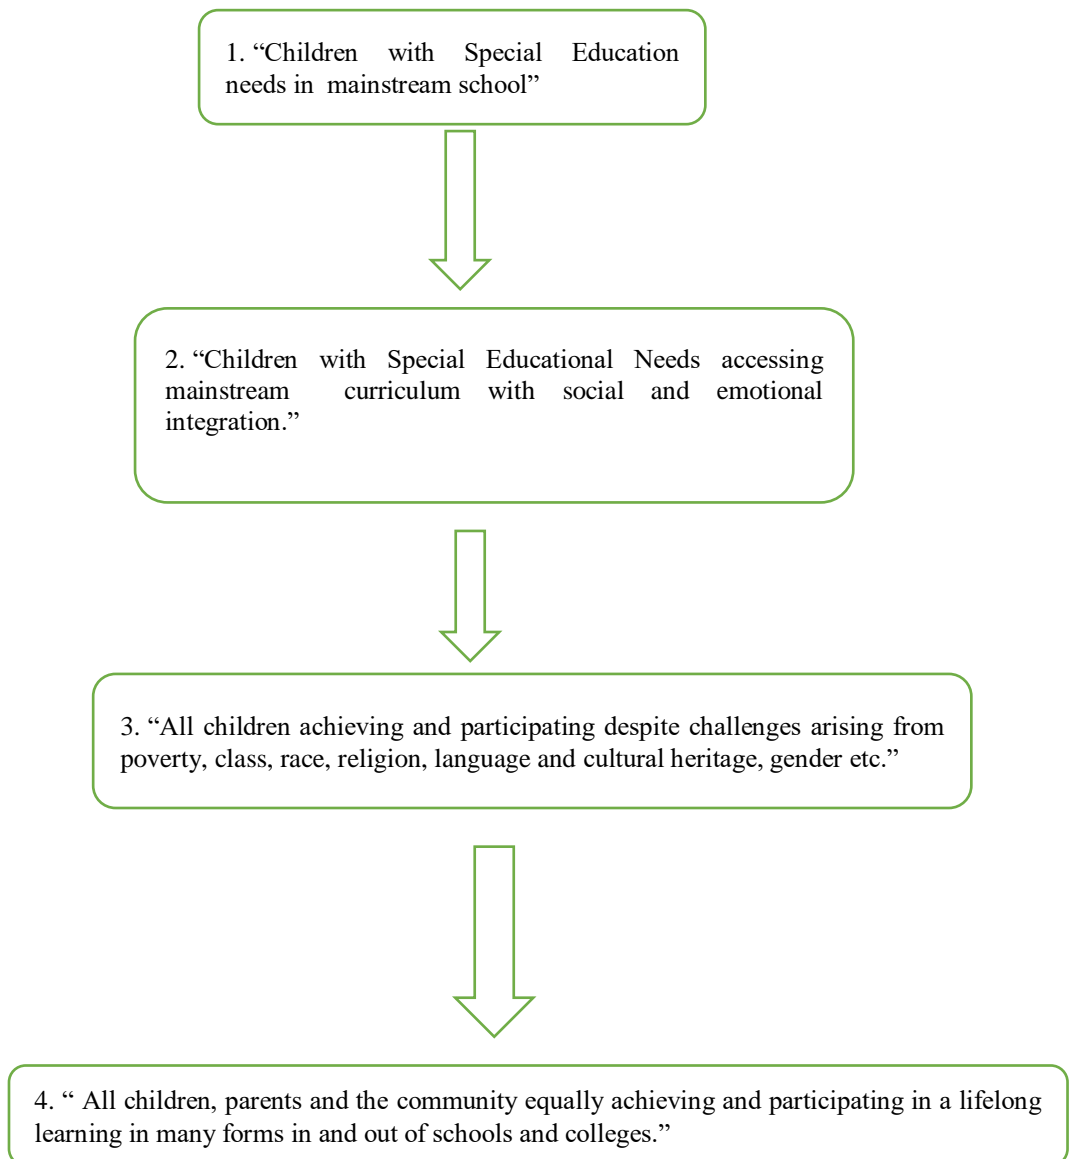 1. “Children with Special Education
needs in mainstream school”
2. “Children with Special Educational Needs accessing
mainstream curriculum with social and emotional
integration.”
3. “All children achieving and participating despite challenges arising from
poverty, class, race, religion, language and cultural heritage, gender etc.”
4. “ All children, parents and the community equally achieving and participating in a lifelong
learning in many forms in and out of schools and colleges.”